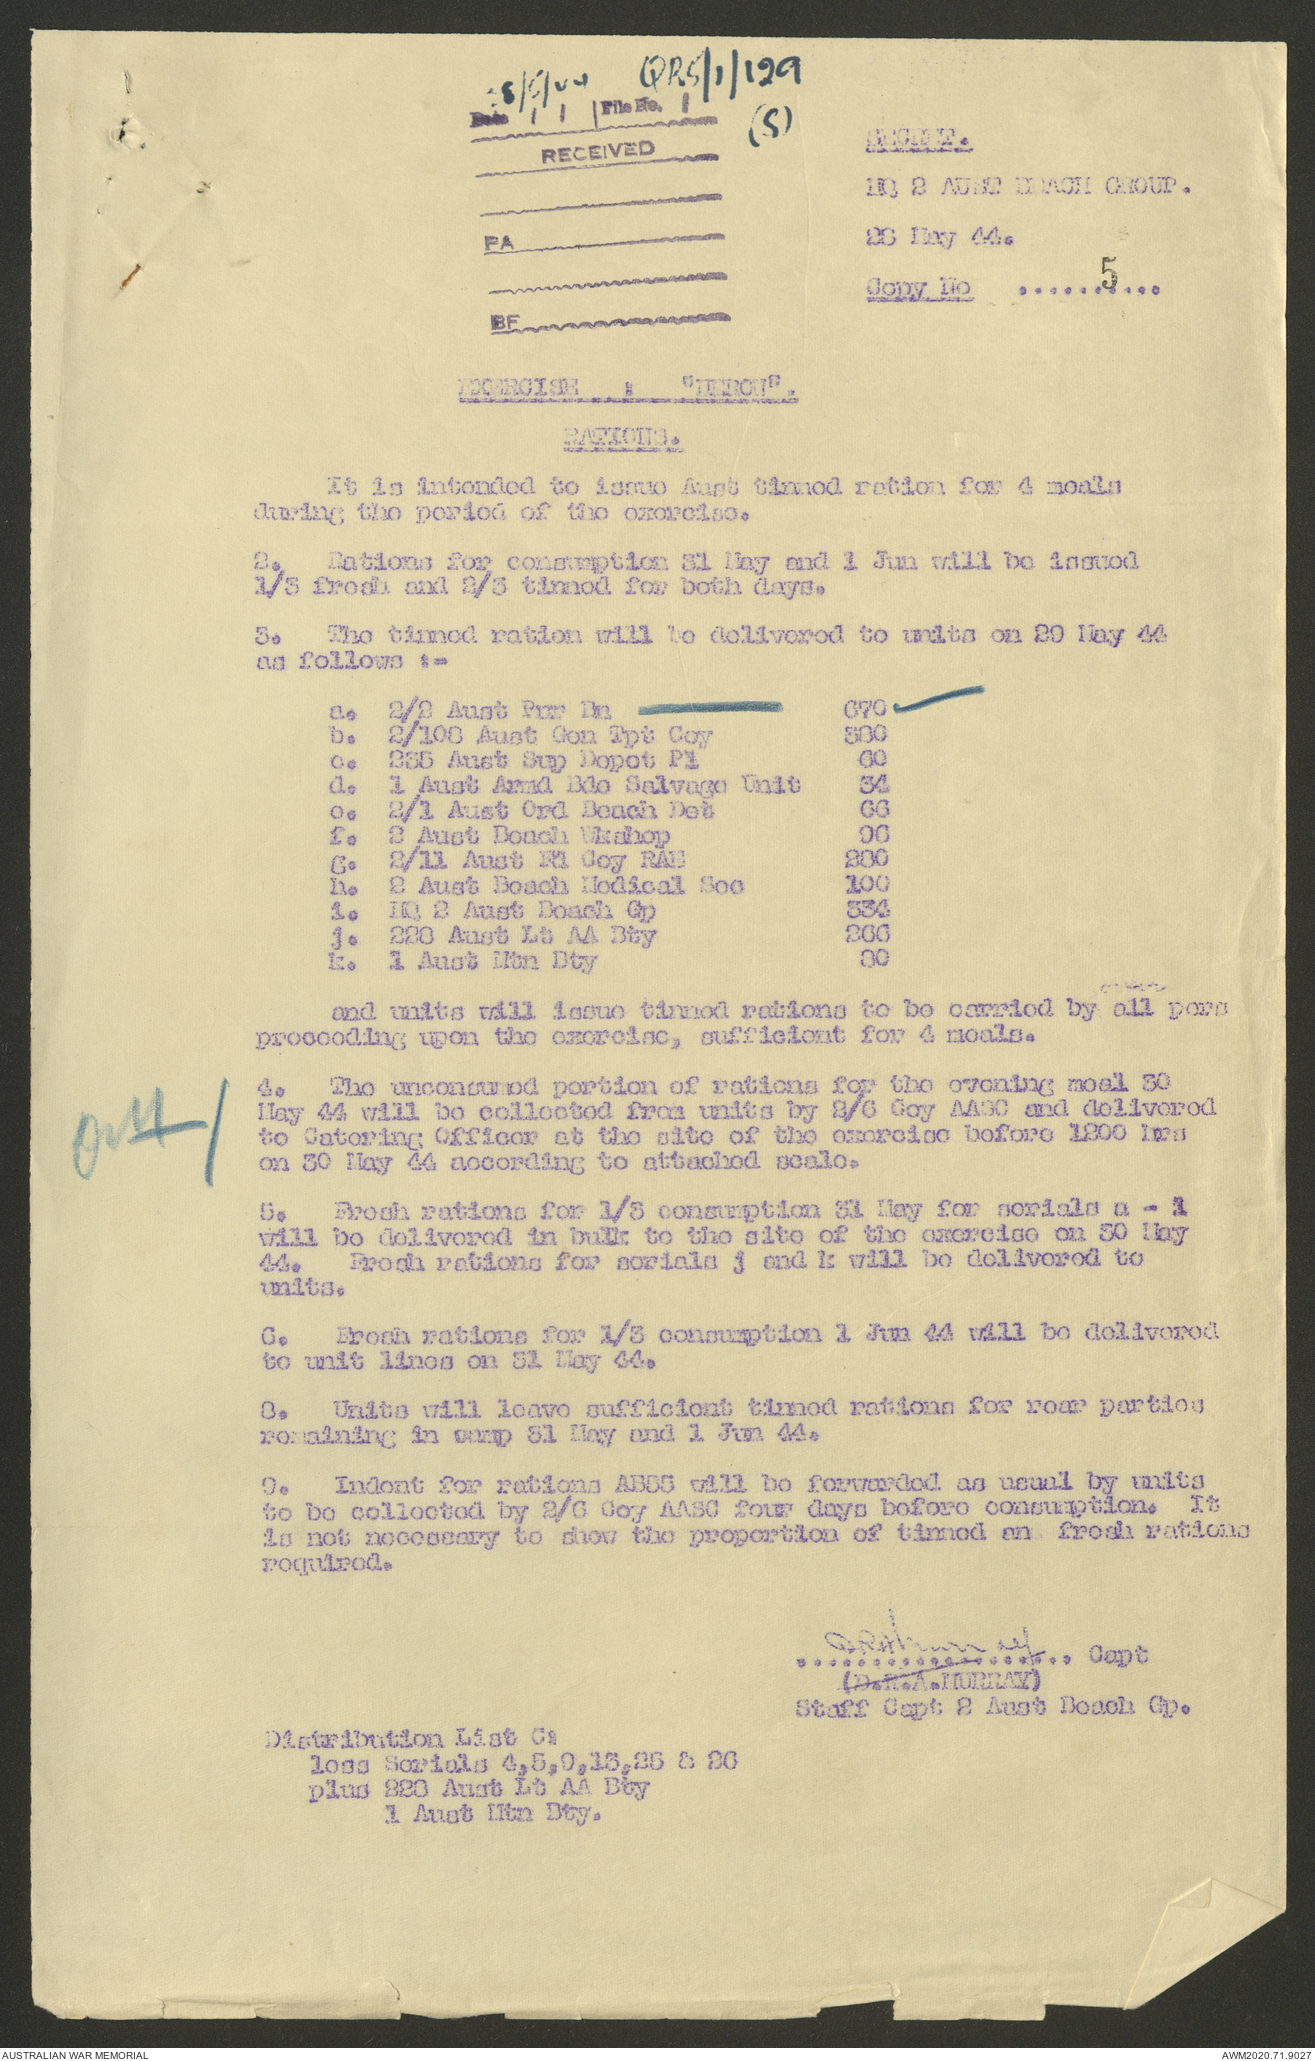 28/5/44 QR5/1/129
Date / / File No. 1
(S)
RECEIVED
PA
BF
SECRET.
HQ 2 AUST BEACH GROUP.
28 May 44.
Copy No ..........
5
EXERCISE : "HERON".
RATIONS.
It is intended to issue Aust tinned ration for 4 meals
during the period of the exercise.
2. Rations for consumption 31 May and 1 Jun will be issued
1/3 fresh and 2/3 tinned for both days.
3. The tinned ration will be delivered to units on 29 May 44
as follows :-
a. 2/2 Aust Pnr Bn 670
b. 2/108 Aust Gen Tpt Coy 380
c. 235 Aust Sup Depot Pl 60
d. 1 Aust Armd Bde Salvage Unit 34
e. 2/1 Aust Ord Beach Det 66
f. 2 Aust Beach Wkshop 96
g. 2/11 Aust Fd Coy RAE 280
h. 2 Aust Beach Medical Sec 100
i. HQ 2 Aust Beach Gp 334
j. 228 Aust Lt AA Bty 266
k. 1 Aust Mtn Bty 80
and units will issue tinned rations to be carried by all pers
proceeding upon the exercise, sufficient for 4 meals.
4. The unconsumed portion of rations for the evening meal 30
May 44 will be collected from units by 2/6 Coy AASC and delivered
to Catering Officer at the site of the exercise before 1200 hrs
on 30 May 44 according to attached scale.
5. Fresh rations for 1/3 consumption 31 May for serials a - i
will be delivered in bulk to the site of the exercise on 30 May
44. Fresh rations for serials j and k will be delivered to
units.
6. Fresh rations for 1/3 consumption 1 Jun 44 will be delivered
to unit lines on 31 May 44.
8. Units will leave sufficient tinned rations for rear parties
remaining in camp 31 May and 1 Jun 44.
9. Indent for rations AB55 will be forwarded as usual by units
to be collected by 2/6 Coy AASC four days before consumption. It
is not necessary to show the proportion of tinned an fresh rations
required.
.................... Capt
(D.R.A.MURRAY)
Staff Capt 2 Aust Beach Gp.
Distribution List C:
less Serials 4,5,9,13,25 & 26
plus 228 Aust Lt AA Bty
1 Aust Mtn Bty.
AUSTRALIAN WAR MEMORIAL
AWM2020.71.9027